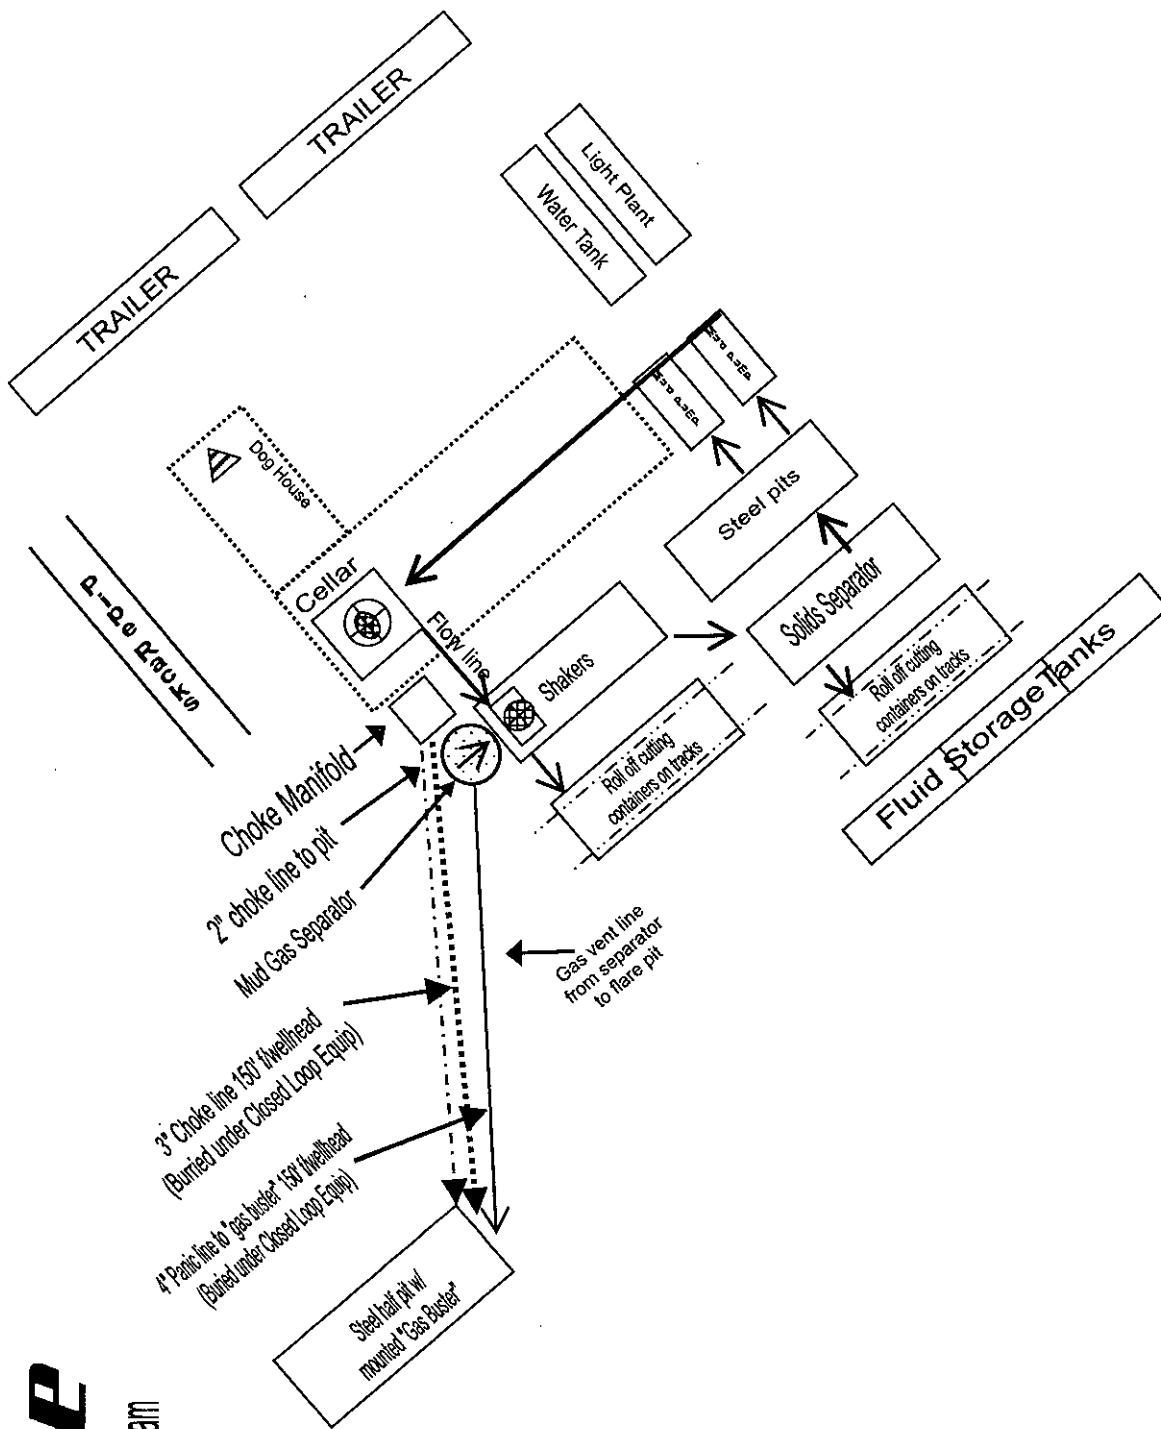 TRAILER
TRAILER
Light Plant
Water Tank
Dog House
Pipe Racks
Cellar
Flow line
Shakers
Steel pits
Solids Separator
Roll off cutting
containers on tracks
Roll off cutting
containers on tracks
Fluid Storage Tanks
Choke Manifold
2" choke line to pit
Mud Gas Separator
Gas vent line
from separator
to flare pit
3" Choke line 150' f/wellhead
(Burried under Closed Loop Equip)
4" Panic line to "gas buster" 150' f/wellhead
(Buried under Closed Loop Equip)
Steel half pit w/
mounted "Gas Buster"